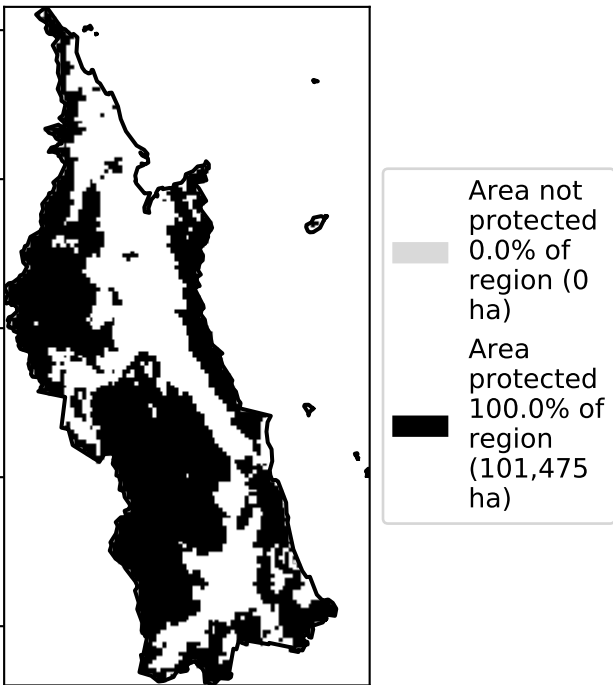 Area not
protected
0.0% of
region (0
ha)
Area
protected
100.0% of
region
(101,475
ha)